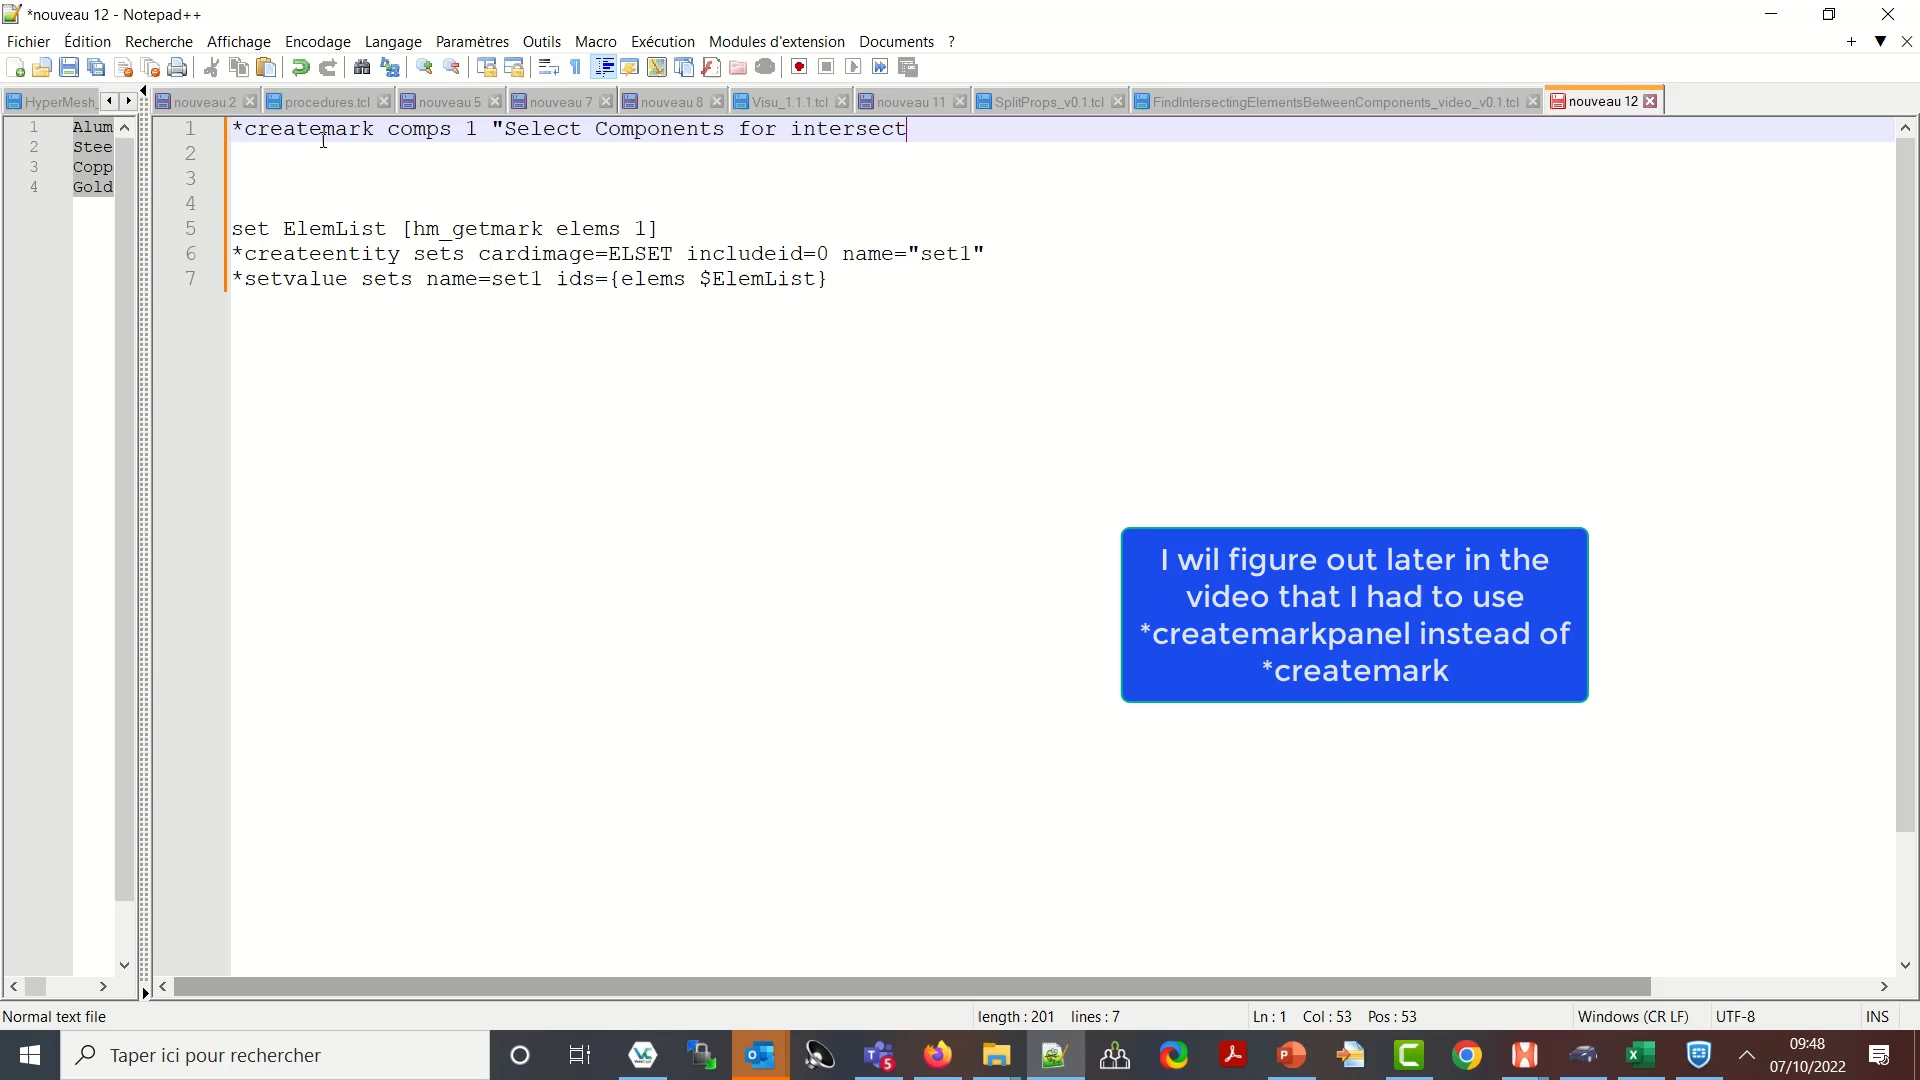 *nouveau 12 - Notepad++
Fichier Édition Recherche Affichage Encodage Langage Paramètres Outils Macro Exécution Modules d'extension Documents ?
HyperMesh_ nouveau 2 procedures.tcl nouveau 5 nouveau 7 nouveau 8 Visu_1.1.1.tcl nouveau 11 SplitProps_v0.1.tcl FindIntersectingElementsBetweenComponents_video_v0.1.tcl nouveau 12
1 Alum
2 Stee
3 Copp
4 Gold
1 *createmark comps 1 "Select Components for intersect
2
3
4
5 set ElemList [hm_getmark elems 1]
6 *createentity sets cardimage=ELSET includeid=0 name="set1"
7 *setvalue sets name=set1 ids={elems $ElemList}
I wil figure out later in the
video that I had to use
*createmarkpanel instead of
*createmark
Normal text file length : 201 lines : 7 Ln : 1 Col : 53 Pos : 53 Windows (CR LF) UTF-8 INS
Taper ici pour rechercher
09:48
07/10/2022